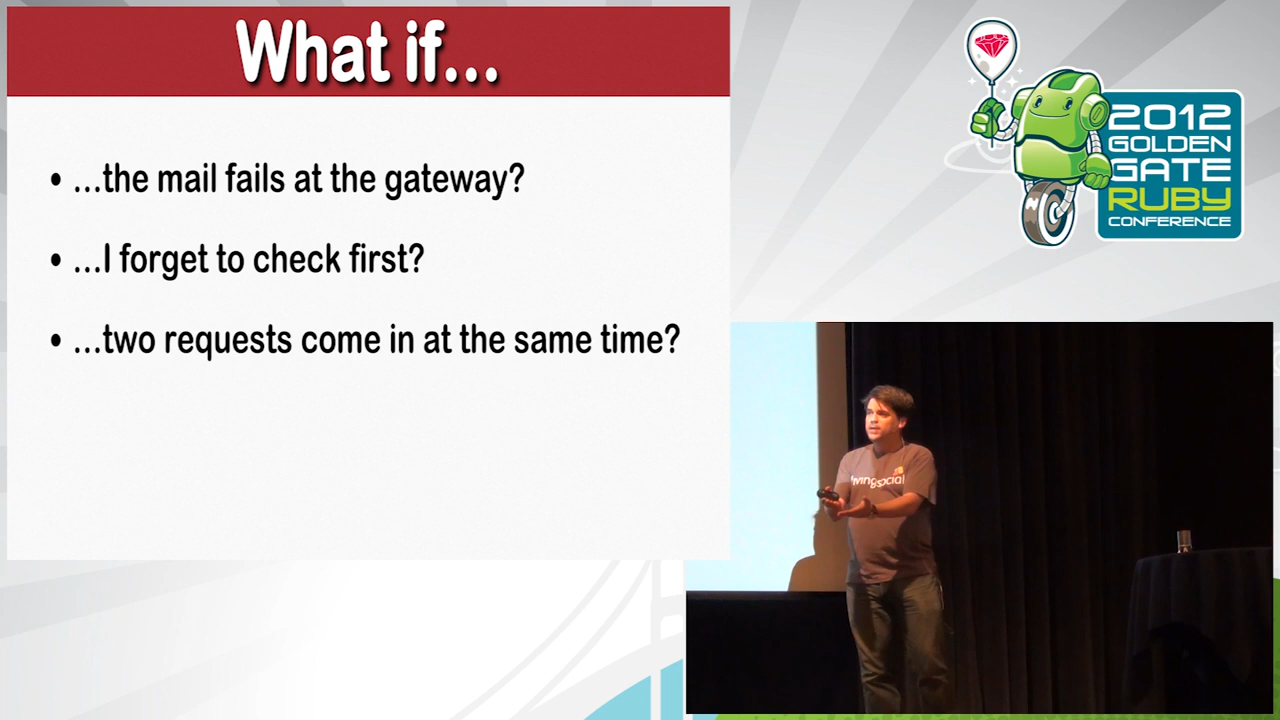 What if...
• ...the mail fails at the gateway?
• ...I forget to check first?
• ...two requests come in at the same time?
2012
GOLDEN
GATE
RUBY
CONFERENCE
livingsocial